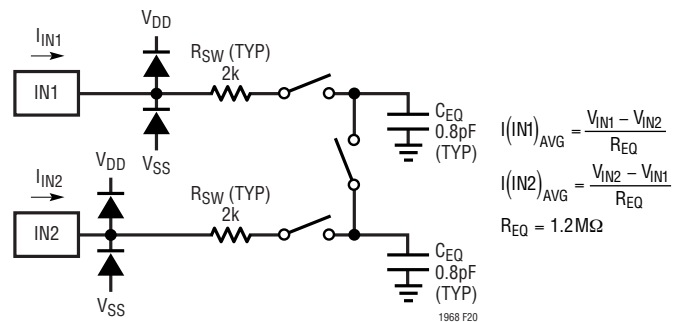 VDD
IIN1
RSW (TYP)
2k
IN1
CEQ
0.8pF
(TYP)
VSS
I(IN1)AVG = VIN1 – VIN2 / REQ
I(IN2)AVG = VIN2 – VIN1 / REQ
REQ = 1.2MΩ
VDD
IIN2
RSW (TYP)
2k
IN2
CEQ
0.8pF
(TYP)
VSS
1968 F20